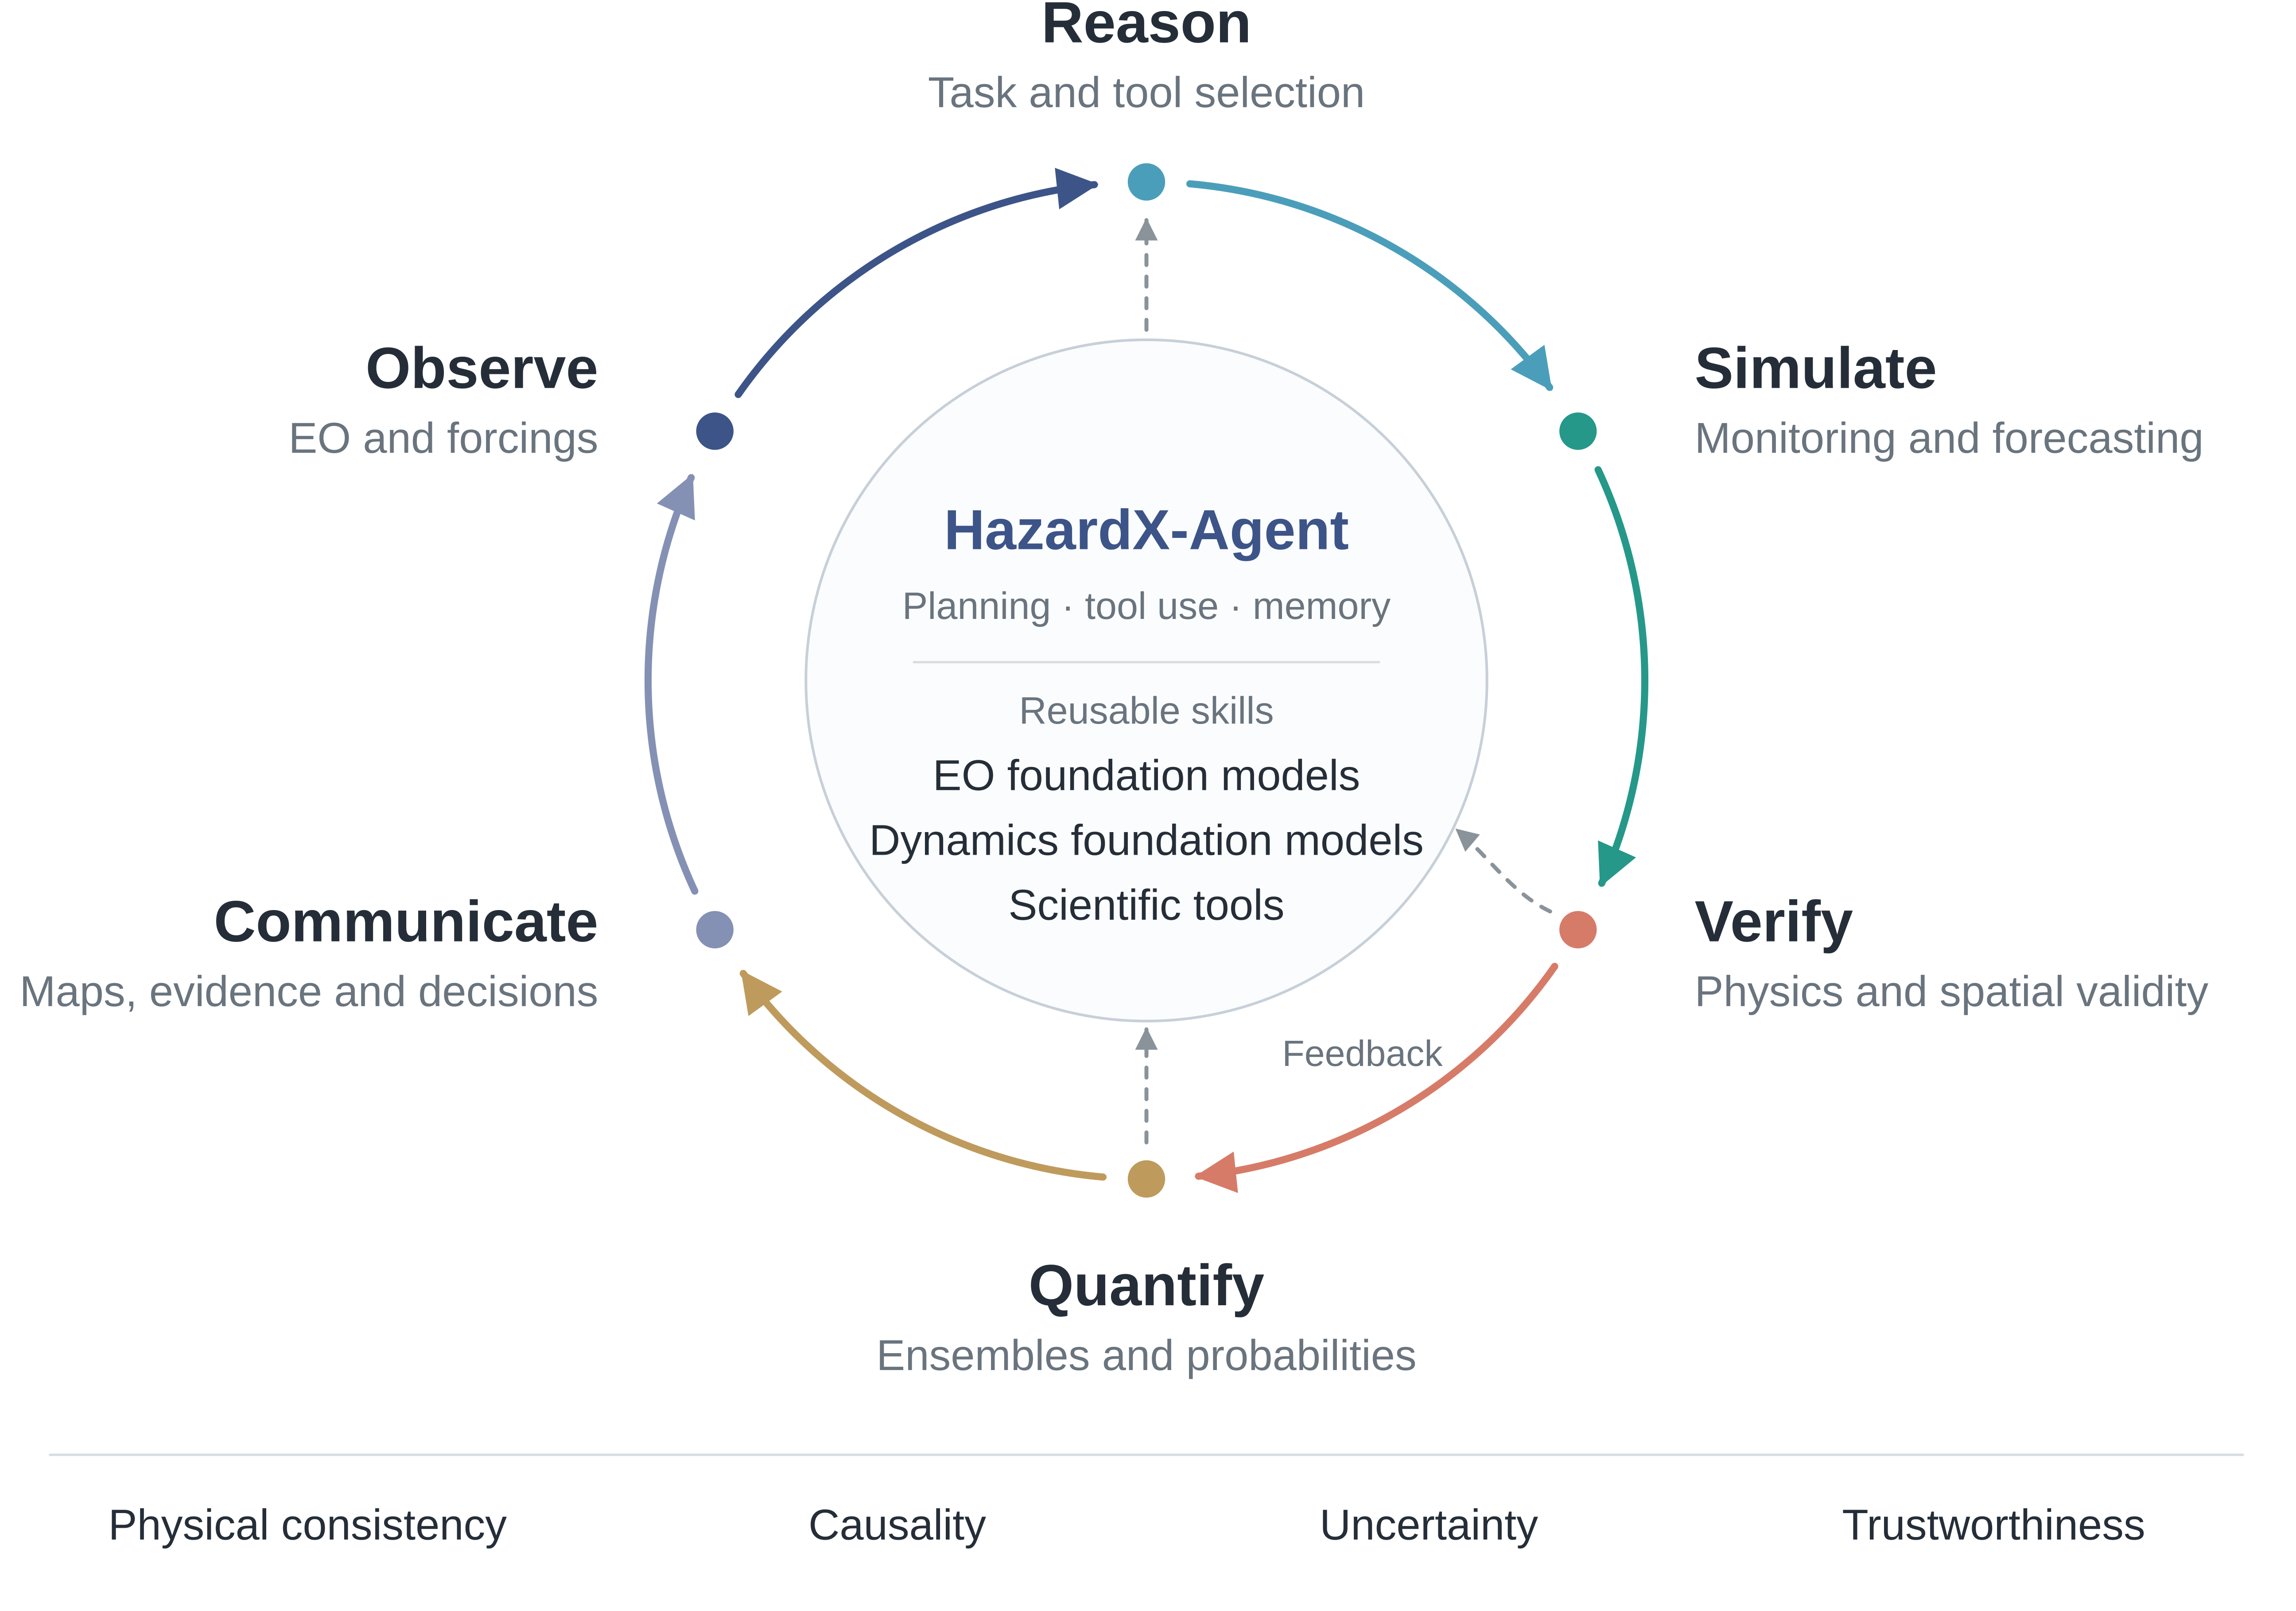 Reason
Task and tool selection
Observe
EO and forcings
Simulate
Monitoring and forecasting
HazardX-Agent
Planning · tool use · memory
Reusable skills
EO foundation models
Dynamics foundation models
Scientific tools
Communicate
Maps, evidence and decisions
Verify
Physics and spatial validity
Feedback
Quantify
Ensembles and probabilities
Physical consistency
Causality
Uncertainty
Trustworthiness